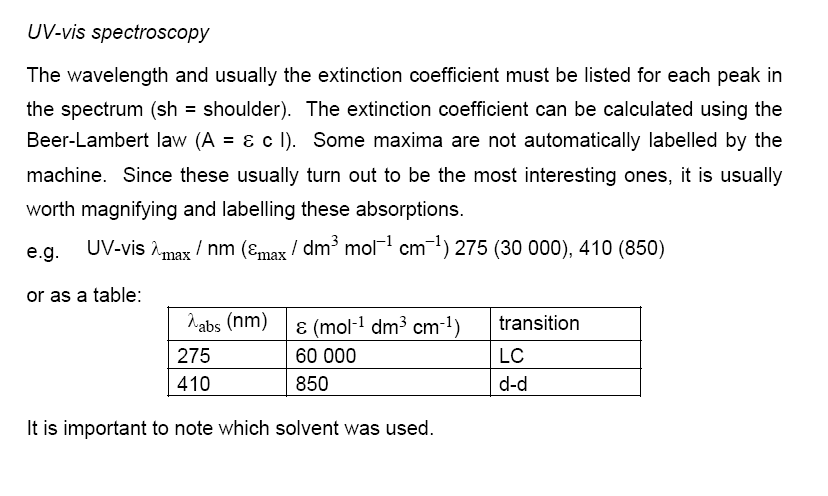 UV-vis spectroscopy
The wavelength and usually the extinction coefficient must be listed for each peak in
the spectrum (sh = shoulder).  The extinction coefficient can be calculated using the
Beer-Lambert law (A = ε c l).  Some maxima are not automatically labelled by the
machine.  Since these usually turn out to be the most interesting ones, it is usually
worth magnifying and labelling these absorptions.
e.g.   UV-vis λmax / nm (εmax / dm³ mol⁻¹ cm⁻¹) 275 (30 000), 410 (850)
or as a table:
λabs (nm) ε (mol-1 dm3 cm-1) transition
275 60 000 LC
410 850 d-d
It is important to note which solvent was used.